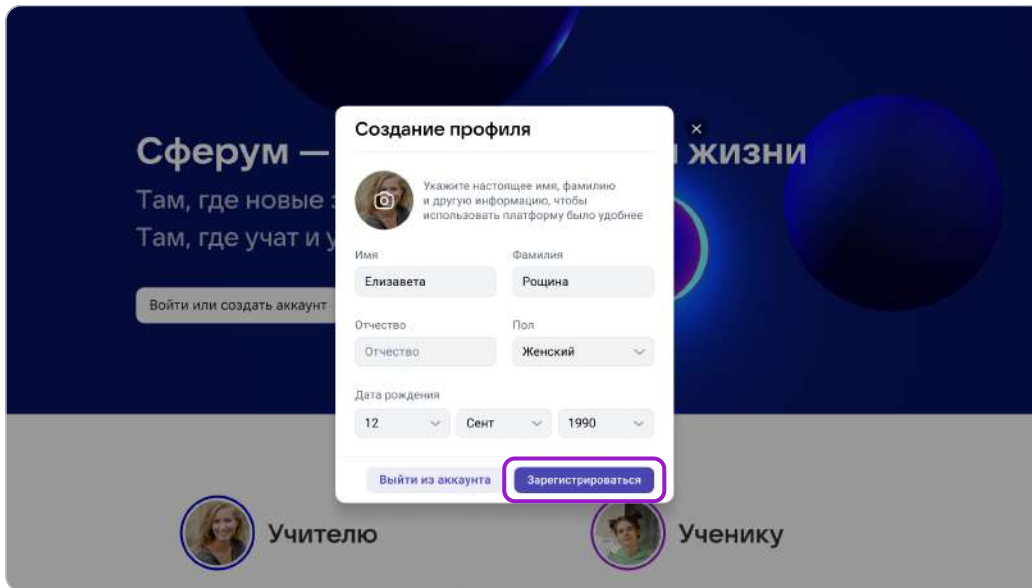 Создание профиля
Сферум —
жизни
Укажите настоящее имя, фамилию
и другую информацию, чтобы
использовать платформу было удобнее
Там, где новые
Там, где учат и у
Имя
Фамилия
Елизавета
Рощина
Войти или создать аккаунт
Отчество
Пол
Отчество
Женский
Дата рождения
12
Сент
1990
Выйти из аккаунта
Зарегистрироваться
Учителю
Ученику